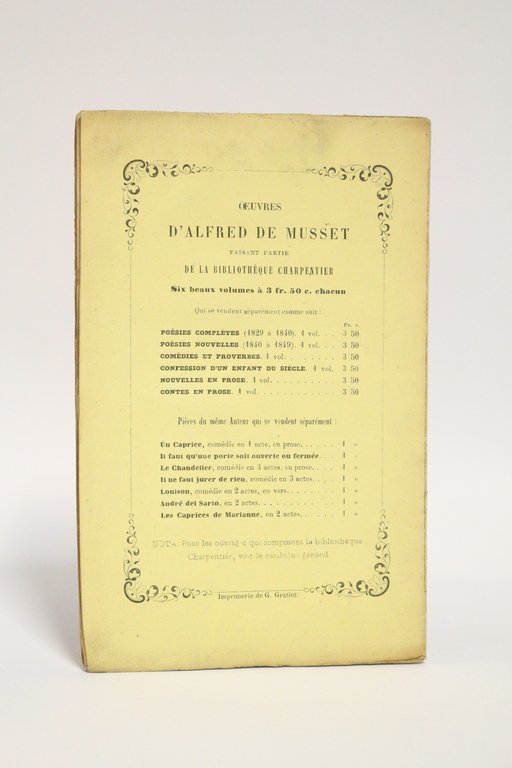 ŒUVRES
D'ALFRED DE MUSSET
FAISANT PARTIE
DE LA BIBLIOTHÈQUE CHARPENTIER
Six beaux volumes à 3 fr. 50 c. chacun
Qui se vendent séparément comme suit :
Fr. c.
POÉSIES COMPLÈTES (1829 à 1840). 1 vol. . . 3 50
POÉSIES NOUVELLES (1840 à 1849). 1 vol. . . 3 50
COMÉDIES ET PROVERBES. 1 vol. . . . . . . 3 50
CONFESSION D'UN ENFANT DU SIÈCLE. 1 vol. 3 50
NOUVELLES EN PROSE. 1 vol. . . . . . . . . . 3 50
CONTES EN PROSE. 1 vol. . . . . . . . . . . . 3 50
Pièces du même Auteur qui se vendent séparément :
Un Caprice, comédie en 1 acte, en prose. . . . . . 1 »
Il faut qu'une porte soit ouverte ou fermée. . . 1 »
Le Chandelier, comédie en 3 actes, en prose. . . . 1 »
Il ne faut jurer de rien, comédie en 3 actes. . . . 1 »
Louison, comédie en 2 actes, en vers. . . . . . . . 1 »
André del Sarto, en 2 actes. . . . . . . . . . . . 1 »
Les Caprices de Marianne, en 2 actes. . . . . . . 1 »
NOTA. Pour les ouvrages qui composent la bibliothèque
Charpentier, voir le catalogue général.
Imprimerie de G. Gratiot.